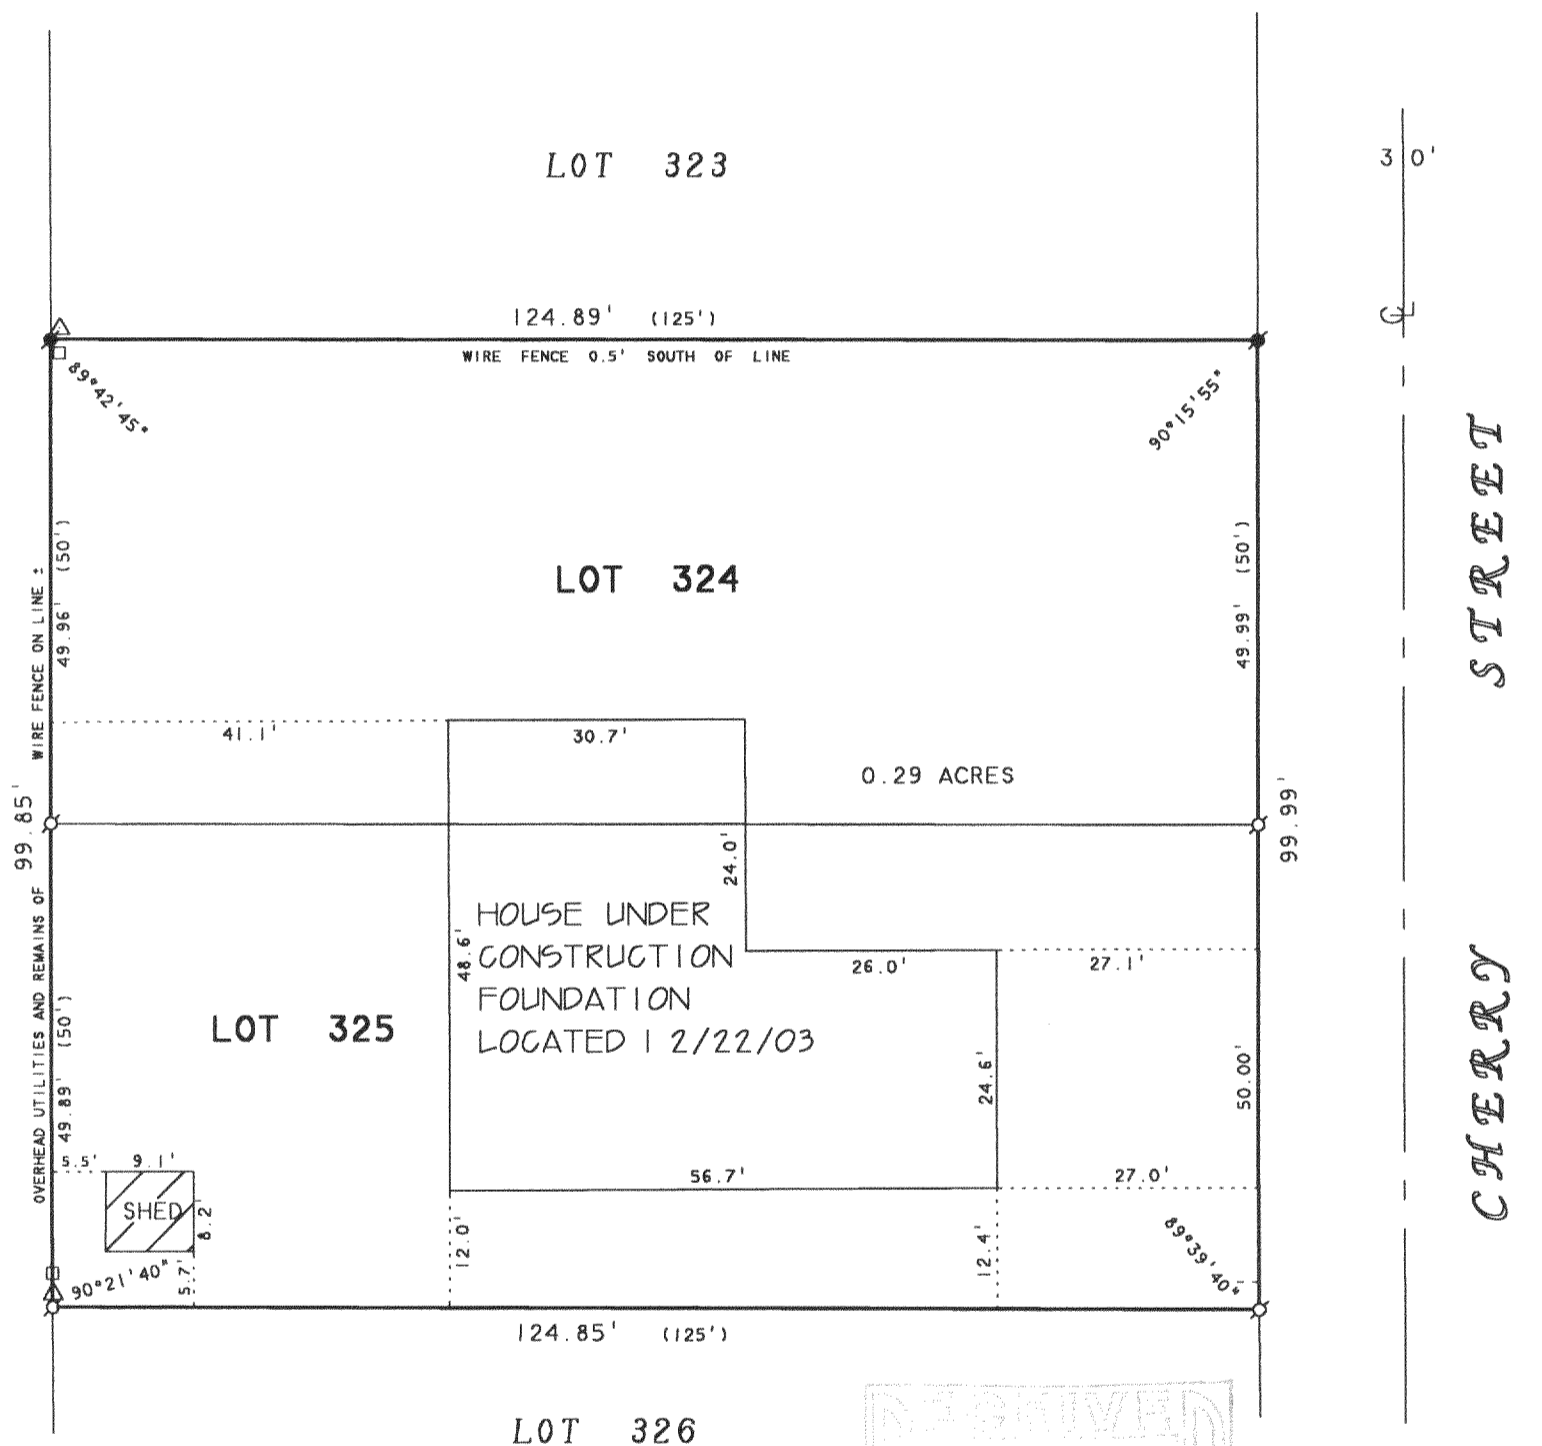 LOT 323
3 0'
CL
124.89' (125')
WIRE FENCE 0.5' SOUTH OF LINE
89°42'45"
90°15'55"
STREET
49.96' (50')
49.99' (50')
LOT 324
WIRE FENCE ON LINE ±
41.1'
30.7'
0.29 ACRES
99.85'
99.99'
24.0'
HOUSE UNDER
CONSTRUCTION
FOUNDATION
LOCATED 12/22/03
48.6'
26.0'
27.1'
OVERHEAD UTILITIES AND REMAINS OF
49.89' (50')
LOT 325
24.6'
50.00'
CHERRY
5.5'
9.1'
SHED
8.2'
56.7'
27.0'
90°21'40"
5.7'
12.0'
12.4'
89°39'40"
124.85' (125')
LOT 326